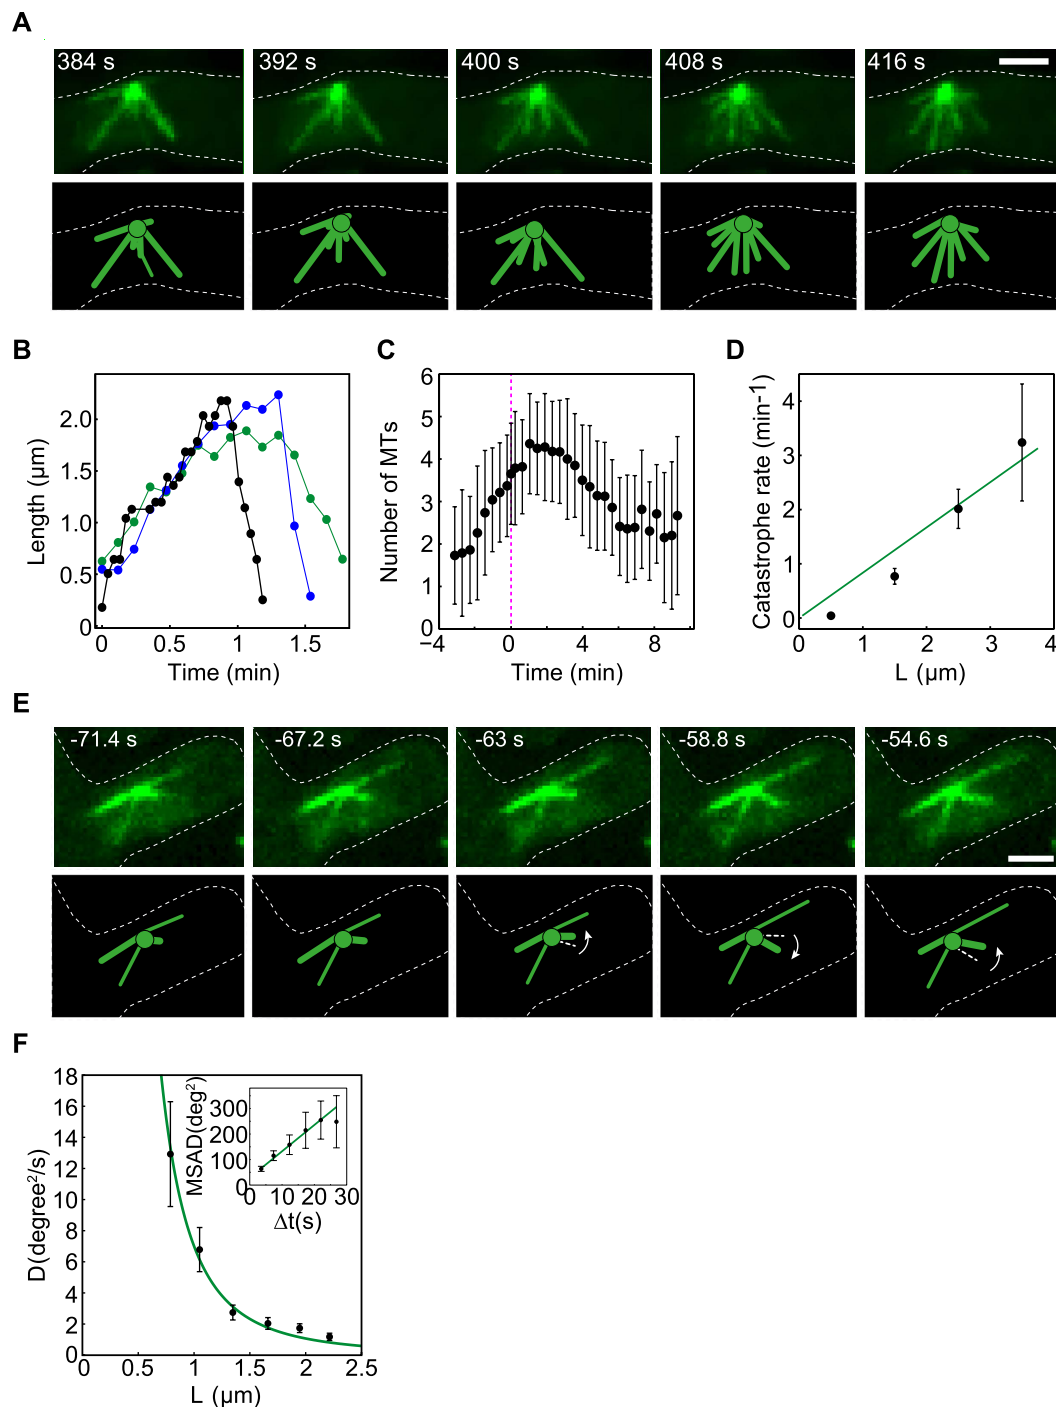 A
384 s 392 s 400 s 408 s 416 s
B C D
Length (µm)
2.0
1.5
1.0
0.5
0
0 0.5 1 1.5
Time (min)
Number of MTs
6
5
4
3
2
1
0
−4 0 4 8
Time (min)
Catastrophe rate (min-1)
4
3
2
1
0
0 1 2 3 4
L (µm)
E
-71.4 s -67.2 s -63 s -58.8 s -54.6 s
F
D(degree2/s)
18
16
14
12
10
8
6
4
2
0
0 0.5 1 1.5 2 2.5
L (µm)
MSAD(deg2)
300
200
100
0
0 10 20 30
Δt(s)